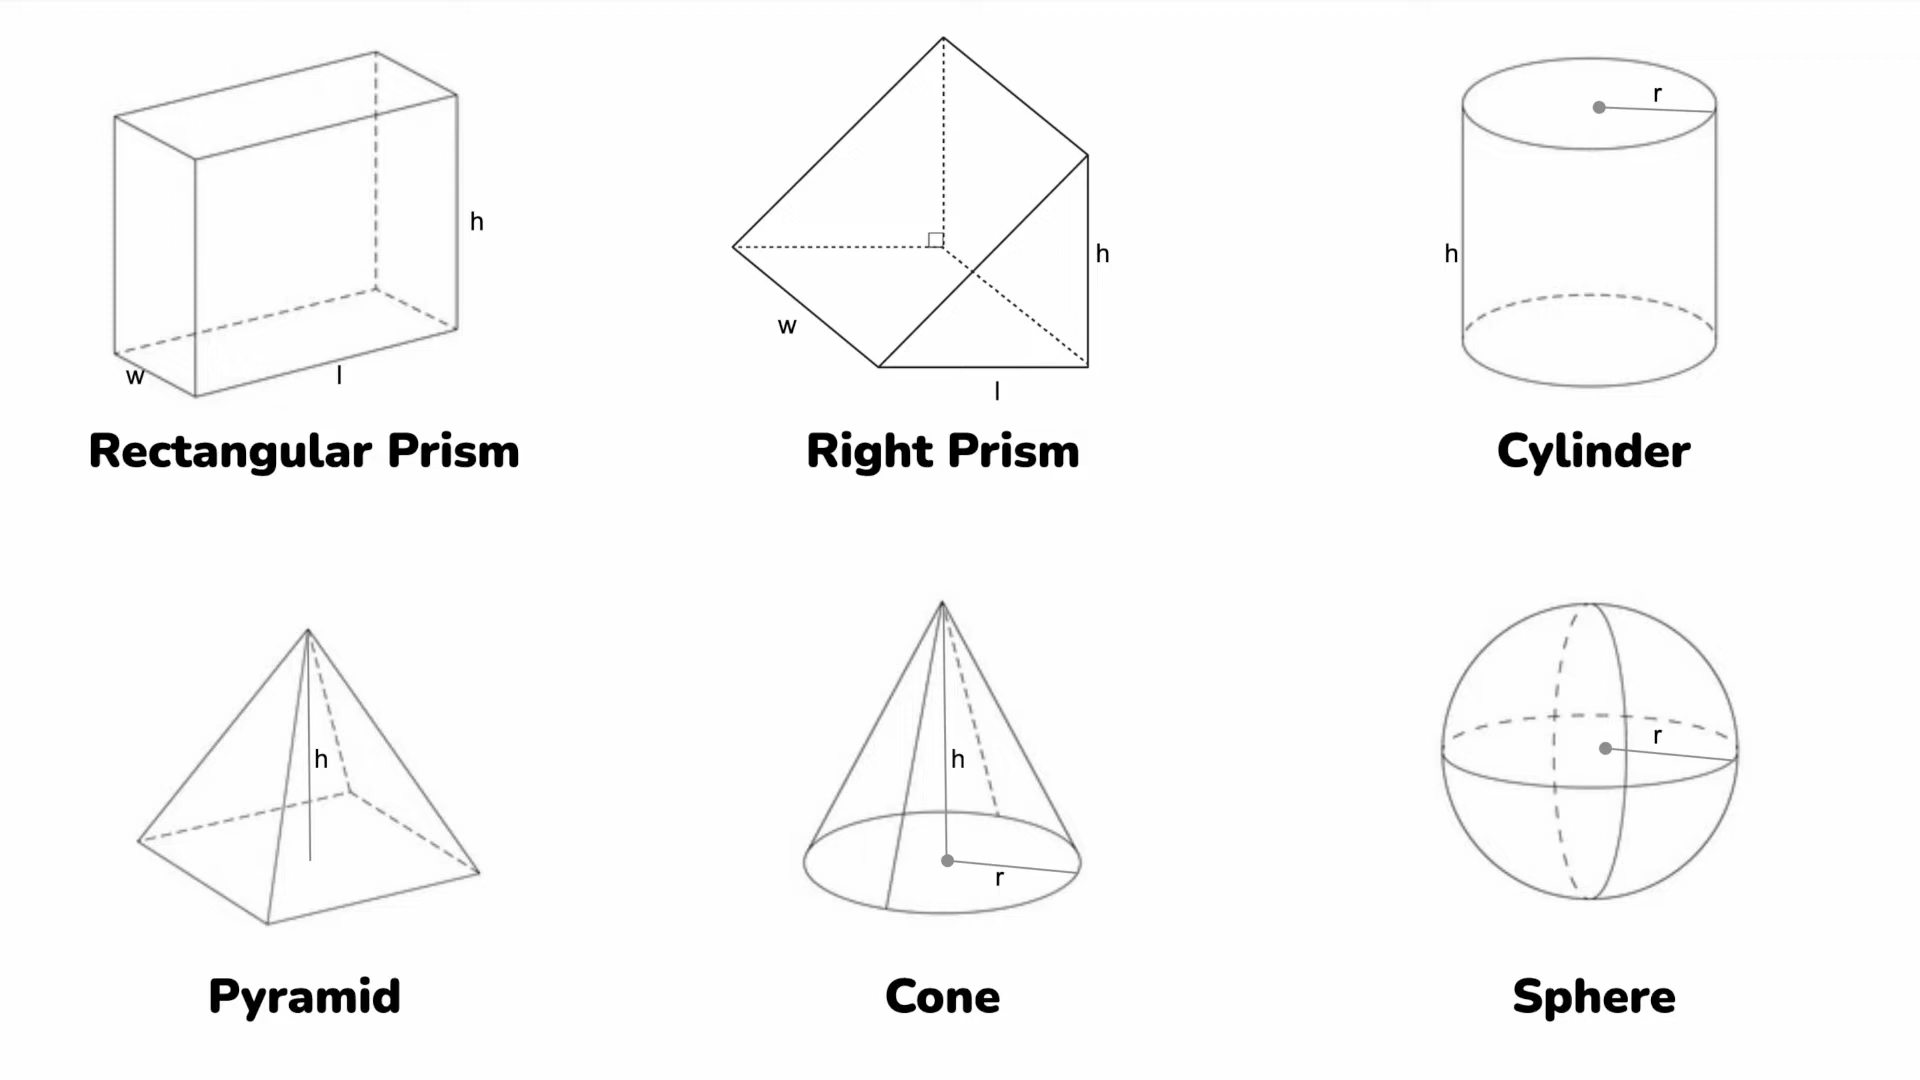 h
w
l
Rectangular Prism
w
h
l
Right Prism
r
h
Cylinder
h
Pyramid
h
r
Cone
r
Sphere